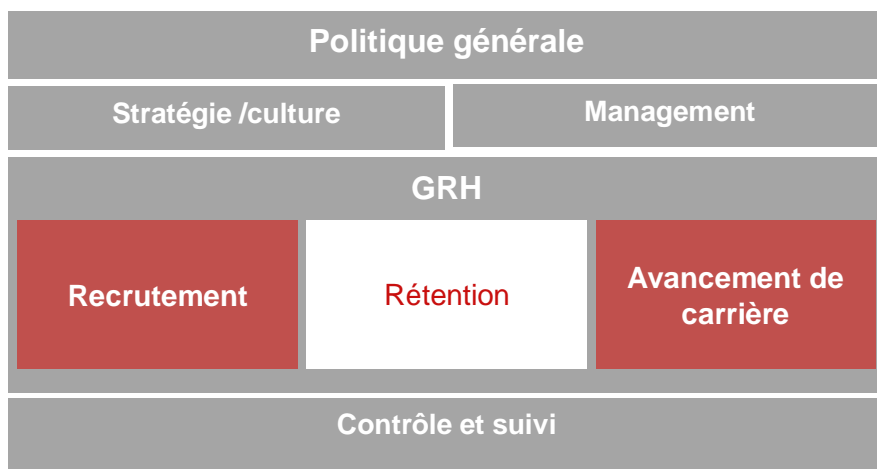 Politique générale
Stratégie /culture
Management
GRH
Recrutement
Rétention
Avancement de
carrière
Contrôle et suivi